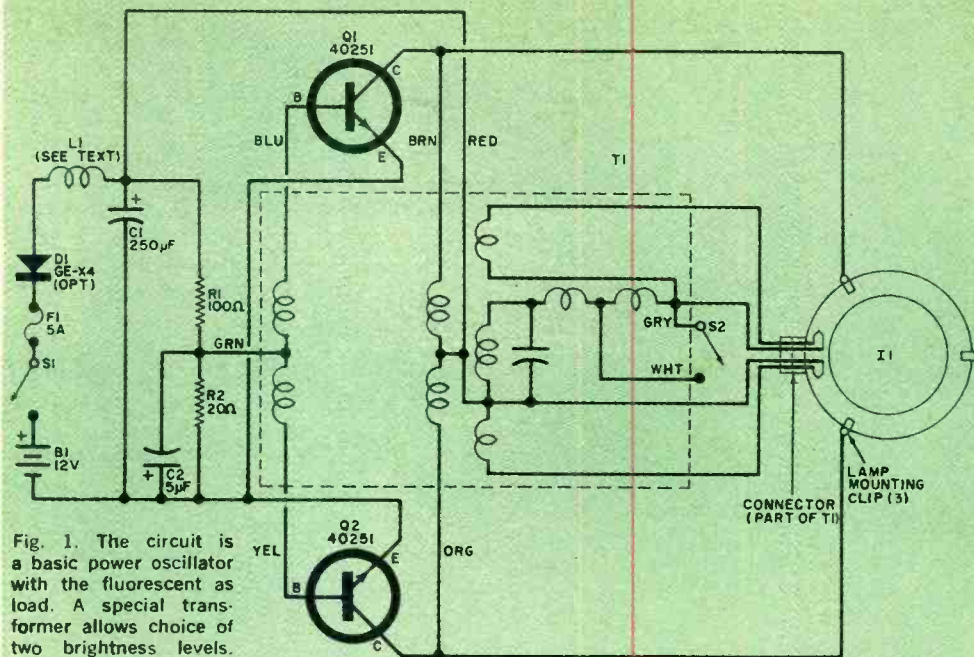 Q1
40251
C
B
E
BLU
BRN
RED
T1
L1
(SEE TEXT)
+
C1
250µF
D1
GE-X4
(OPT)
F1
5A
S1
R1
100Ω
GRN
R2
20Ω
+
B1
12V
+
C2
5µF
GRY
S2
WHT
I1
LAMP
MOUNTING
CLIP (3)
CONNECTOR
(PART OF T1)
YEL
Q2
40251
B
E
C
ORG
Fig. 1. The circuit is
a basic power oscillator
with the fluorescent as
load. A special trans-
former allows choice of
two brightness levels.